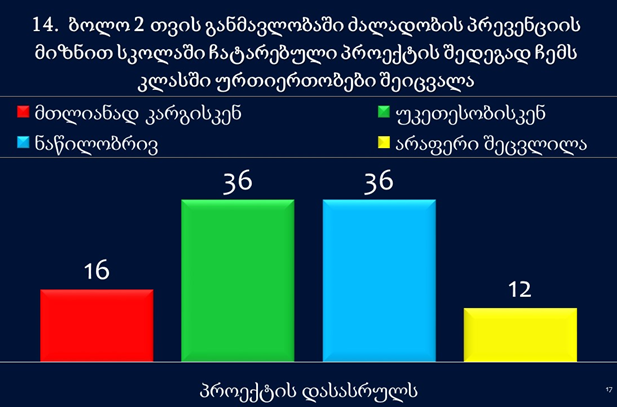 14. ბოლო 2 თვის განმავლობაში ძალადობის პრევენციის
მიზნით სკოლაში ჩატარებული პროექტის შედეგად ჩემს
კლასში ურთიერთობები შეიცვალა
მთლიანად კარგისკენ
უკეთესობისკენ
ნაწილობრივ
არაფერი შეცვლილა
16
36
36
12
პროექტის დასასრულს
17